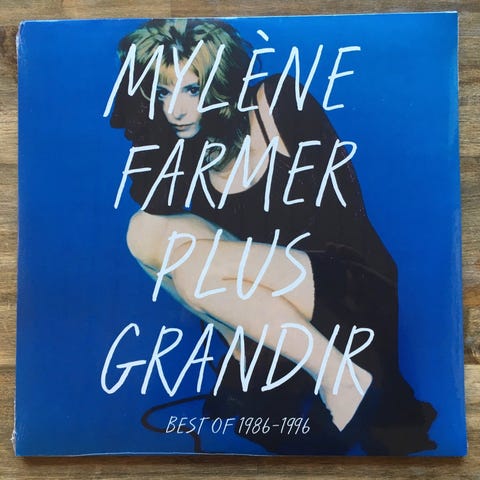 MYLÈNE
FARMER
PLUS
GRANDIR
BEST OF 1986-1996